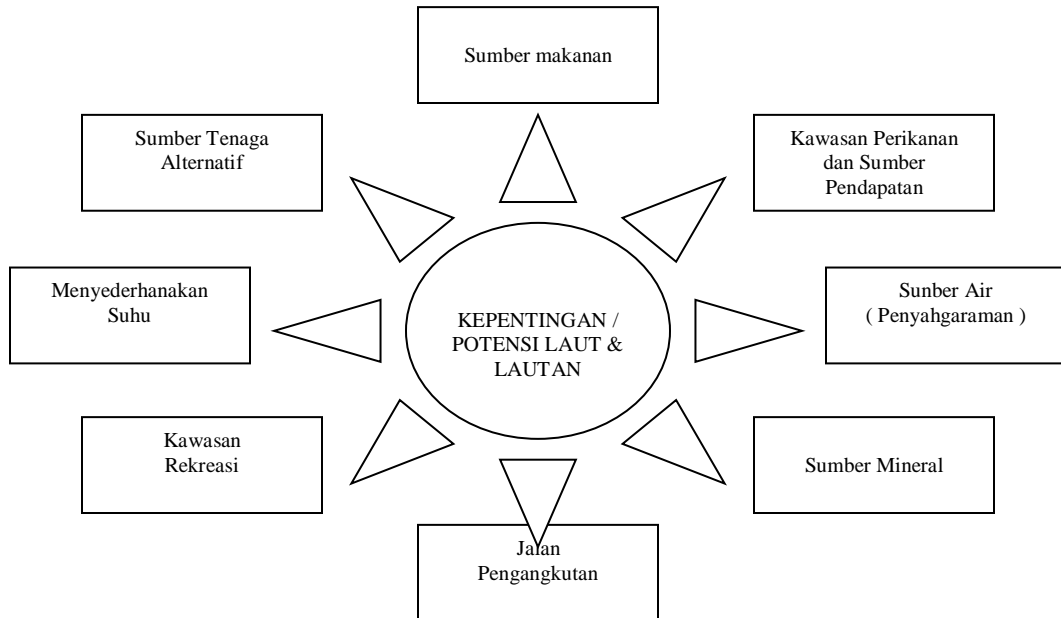 Sumber makanan
Sumber Tenaga
Alternatif
Kawasan Perikanan
dan Sumber
Pendapatan
Menyederhanakan
Suhu
KEPENTINGAN /
POTENSI LAUT &
LAUTAN
Sunber Air
( Penyahgaraman )
Kawasan
Rekreasi
Sumber Mineral
Jalan
Pengangkutan